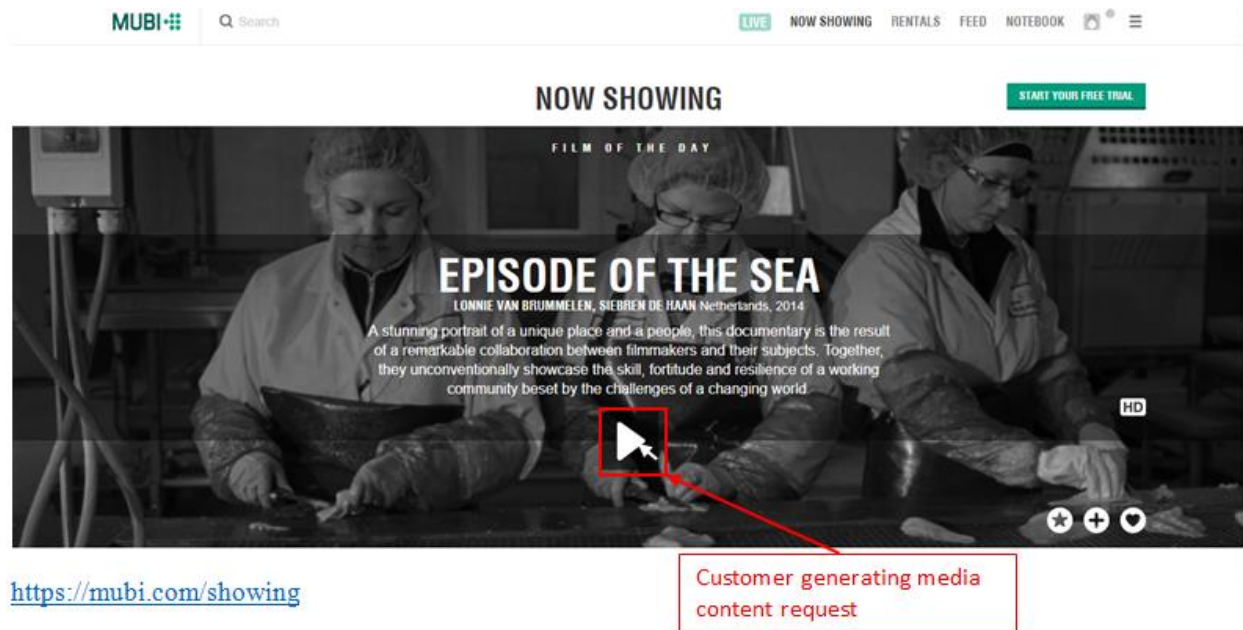 MUBI
Search
LIVE NOW SHOWING RENTALS FEED NOTEBOOK
NOW SHOWING
START YOUR FREE TRIAL
FILM OF THE DAY
EPISODE OF THE SEA
LONNIE VAN BRUMMELEN, SIEBREN DE HAAN Netherlands, 2014
A stunning portrait of a unique place and a people, this documentary is the result
of a remarkable collaboration between filmmakers and their subjects. Together,
they unconventionally showcase the skill, fortitude and resilience of a working
community beset by the challenges of a changing world.
HD
Customer generating media
content request
https://mubi.com/showing